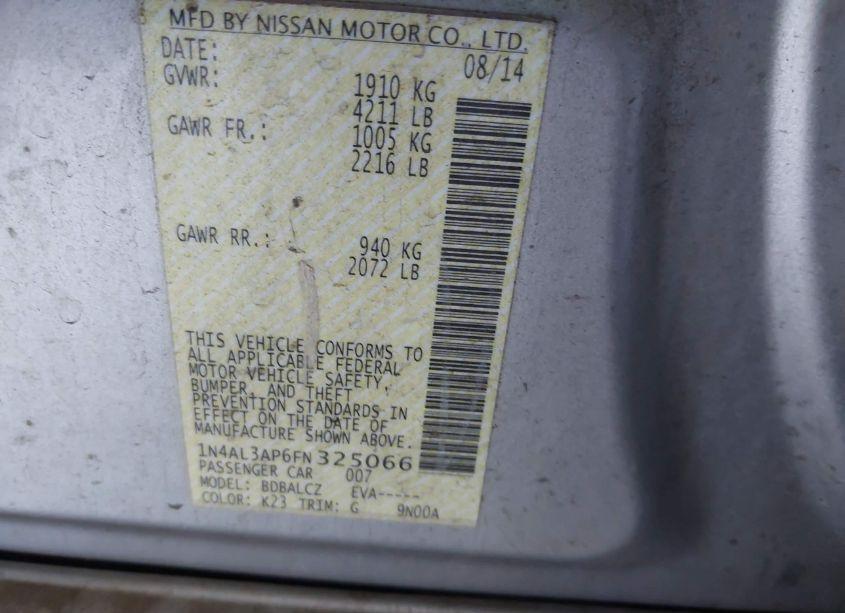 MFD BY NISSAN MOTOR CO., LTD.
DATE: 08/14
GVWR: 1910 KG
4211 LB
GAWR FR.: 1005 KG
2216 LB
GAWR RR.: 940 KG
2072 LB
THIS VEHICLE CONFORMS TO
ALL APPLICABLE FEDERAL
MOTOR VEHICLE SAFETY,
BUMPER, AND THEFT
PREVENTION STANDARDS IN
EFFECT ON THE DATE OF
MANUFACTURE SHOWN ABOVE.
1N4AL3AP6FN325066
PASSENGER CAR 007
MODEL: BDBALCZ EVA-----
COLOR: K23 TRIM: G 9N00A